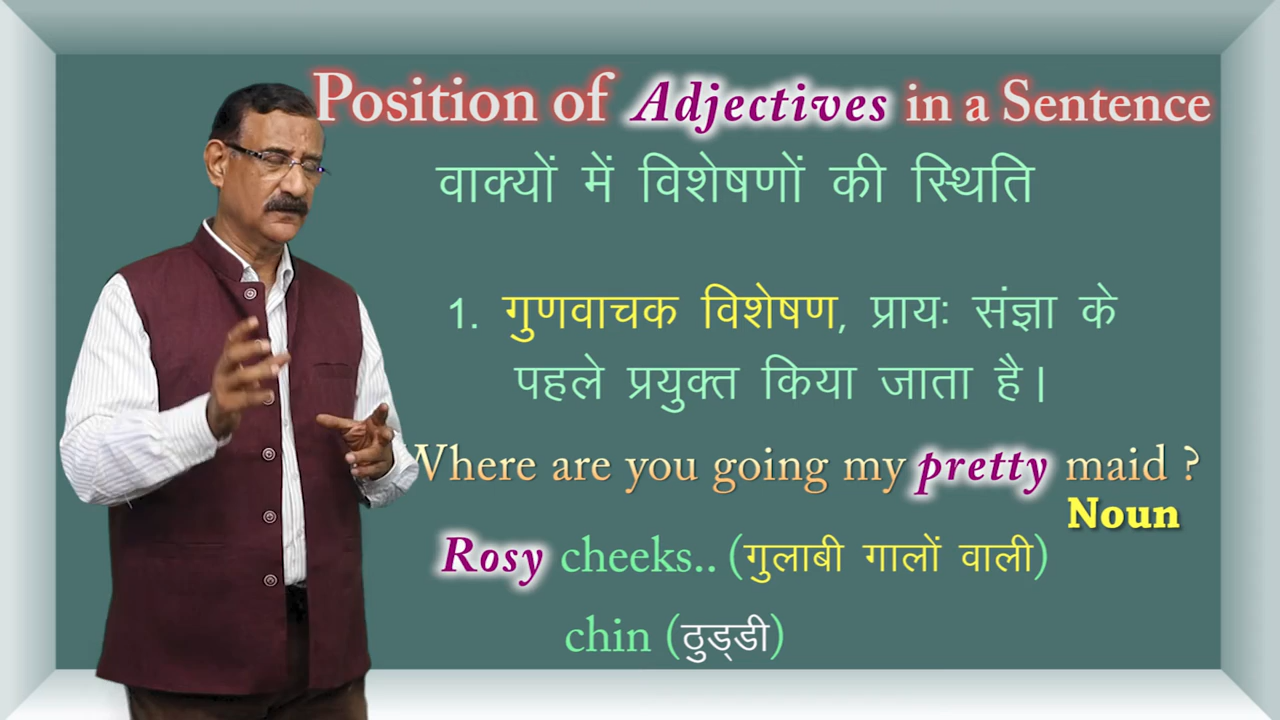 Position of Adjectives in a Sentence
वाक्यों में विशेषणों की स्थिति
1. गुणवाचक विशेषण, प्रायः संज्ञा के
पहले प्रयुक्त किया जाता है।
Where are you going my pretty maid ?
Noun
Rosy cheeks.. (गुलाबी गालों वाली)
chin (ठुड्डी)